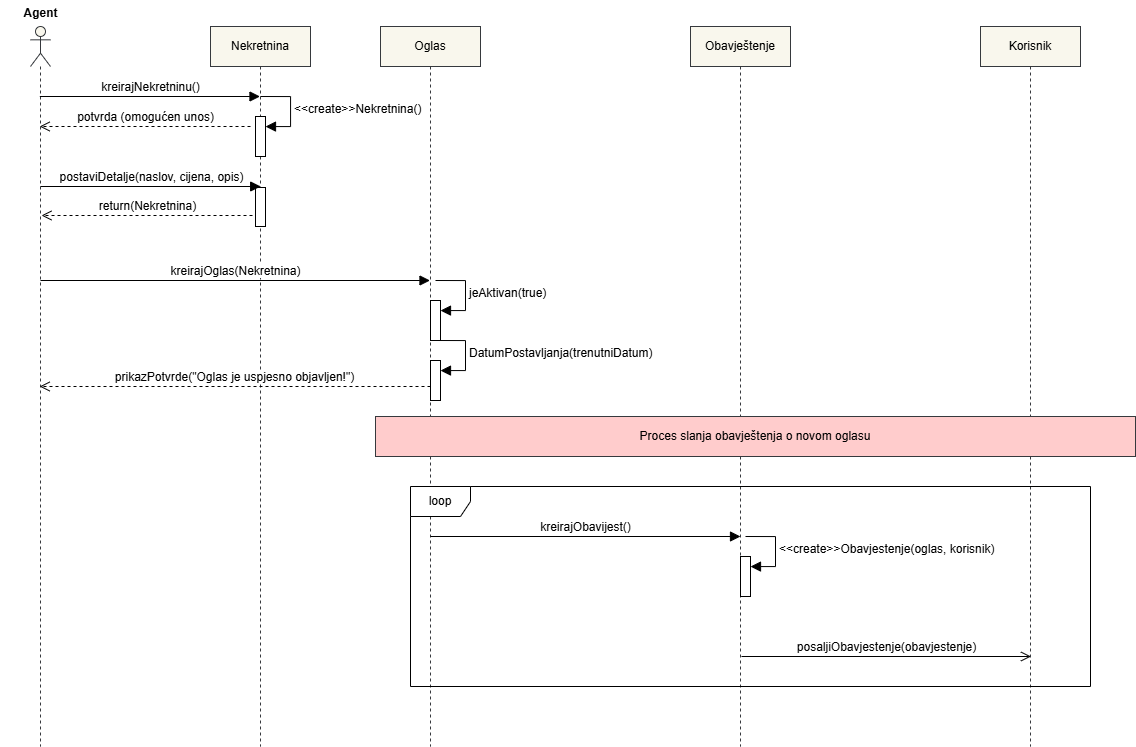 Agent
Nekretnina
Oglas
Obavještenje
Korisnik
kreirajNekretninu()
<<create>>Nekretnina()
potvrda (omogućen unos)
postaviDetalje(naslov, cijena, opis)
return(Nekretnina)
kreirajOglas(Nekretnina)
jeAktivan(true)
DatumPostavljanja(trenutniDatum)
prikazPotvrde("Oglas je uspjesno objavljen!")
Proces slanja obavještenja o novom oglasu
loop
kreirajObavijest()
<<create>>Obavjestenje(oglas, korisnik)
posaljiObavjestenje(obavjestenje)